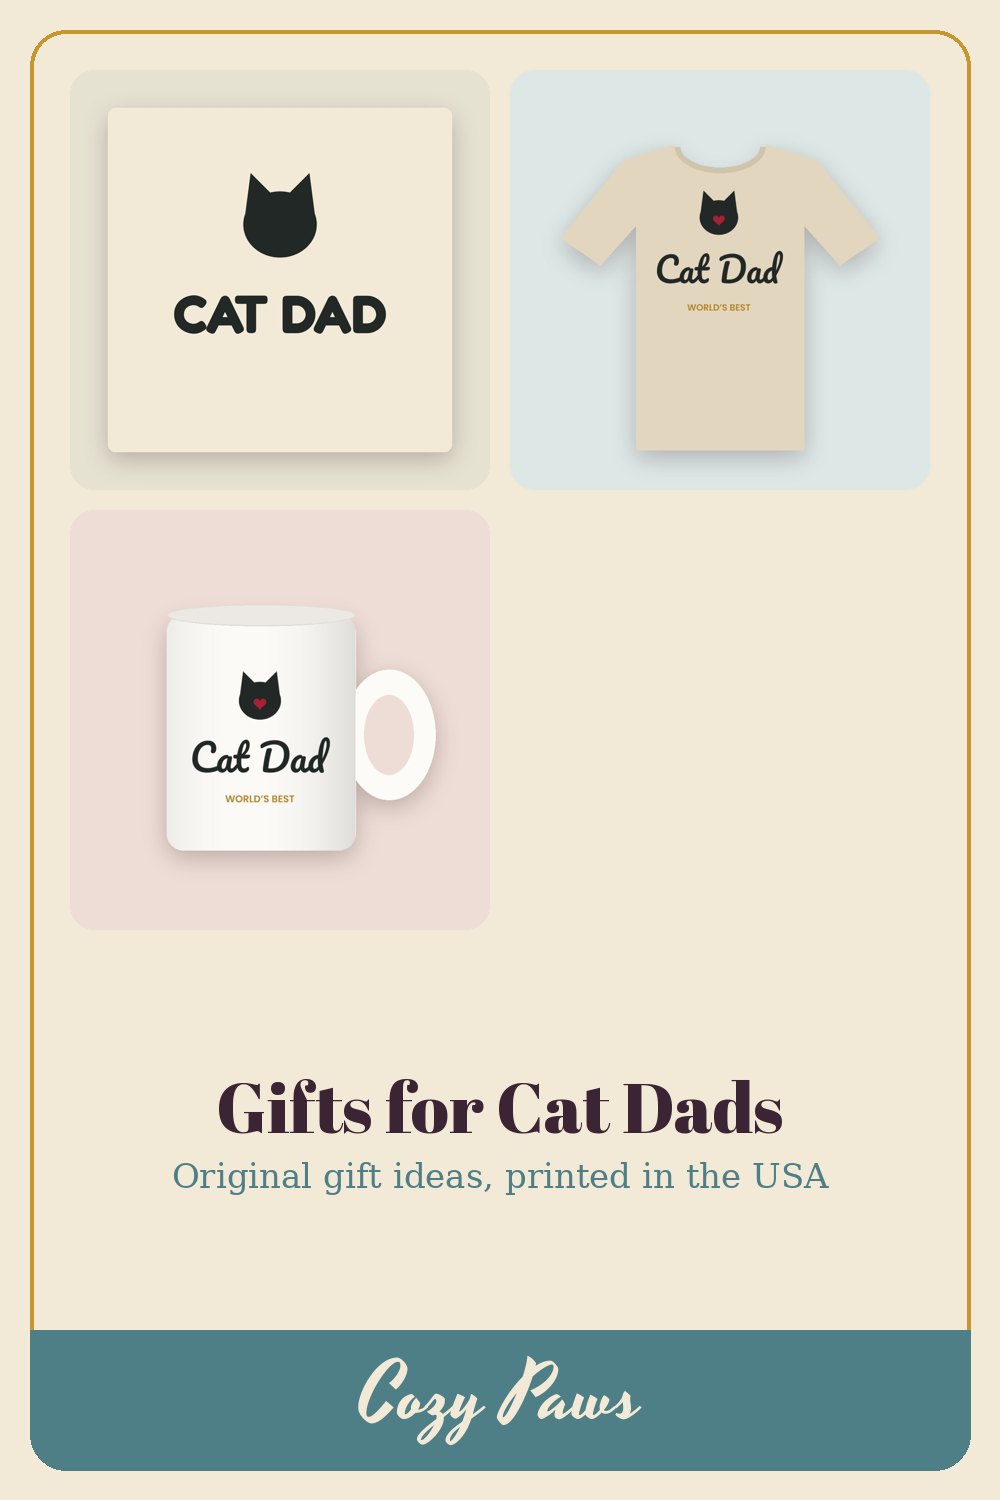 CAT DAD
Cat Dad
WORLD'S BEST
Cat Dad
WORLD'S BEST
Gifts for Cat Dads
Original gift ideas, printed in the USA
Cozy Paws